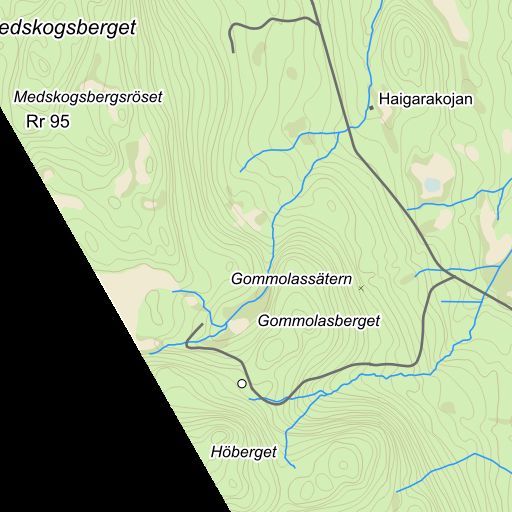 edskogsberget
Medskogsbergsröset
Rr 95
Haigarakojan
Gommolassätern
Gommolasberget
Höberget